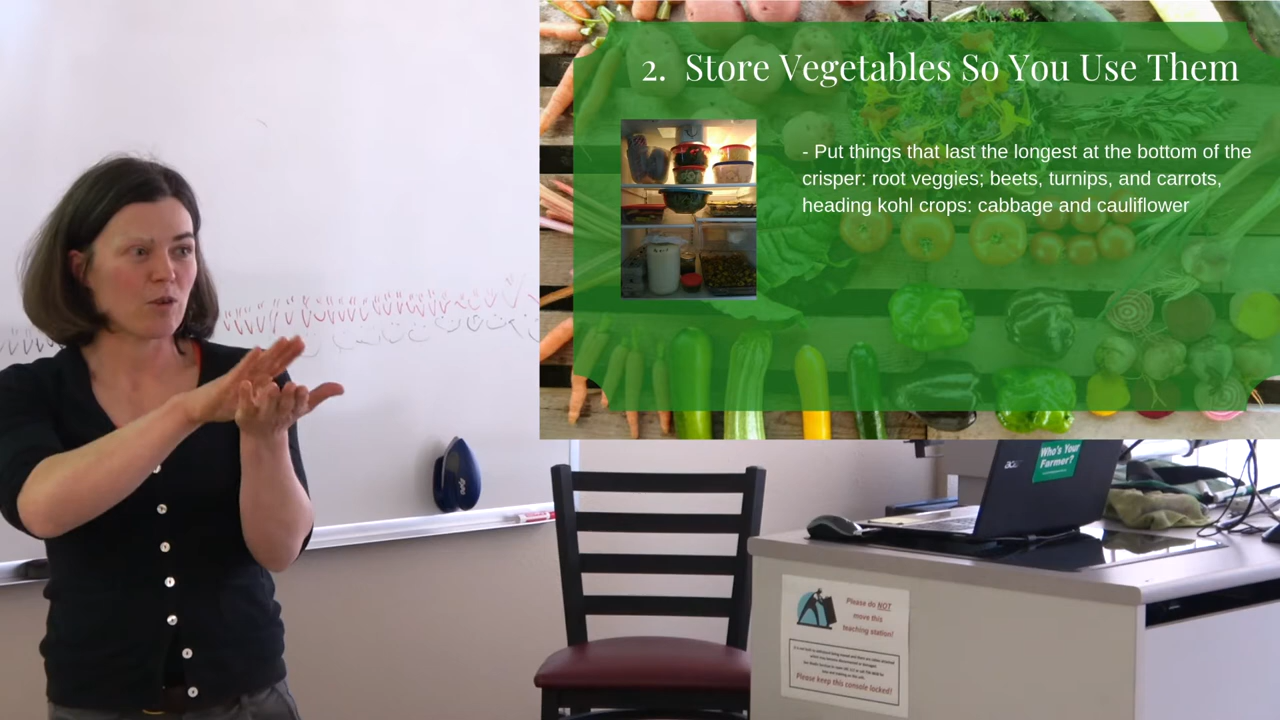 2. Store Vegetables So You Use Them
- Put things that last the longest at the bottom of the
crisper: root veggies; beets, turnips, and carrots,
heading kohl crops: cabbage and cauliflower
acer
Who's Your
Farmer?
Please do NOT
move this
teaching station!
Please keep this console locked!